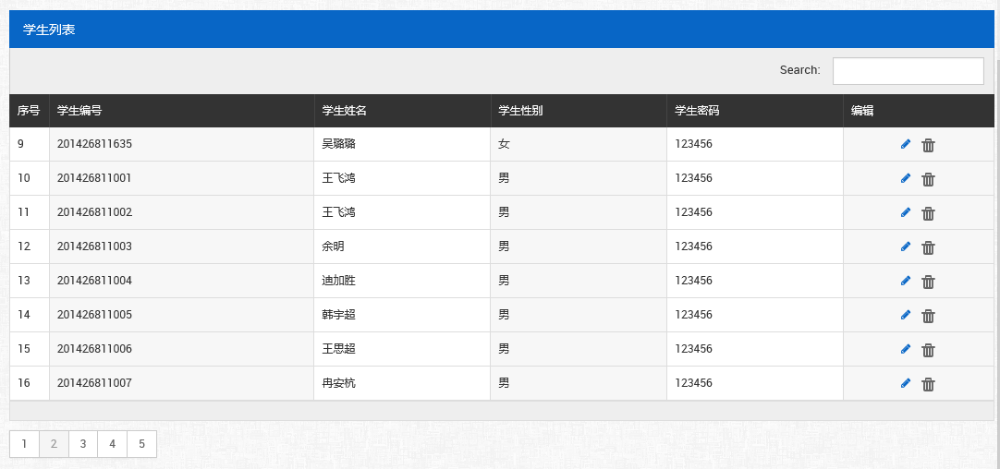 学生列表
Search:
序号 学生编号 学生姓名 学生性别 学生密码 编辑
9 201426811635 吴璐璐 女 123456
10 201426811001 王飞鸿 男 123456
11 201426811002 王飞鸿 男 123456
12 201426811003 余明 男 123456
13 201426811004 迪加胜 男 123456
14 201426811005 韩宇超 男 123456
15 201426811006 王思超 男 123456
16 201426811007 冉安杭 男 123456
1 2 3 4 5